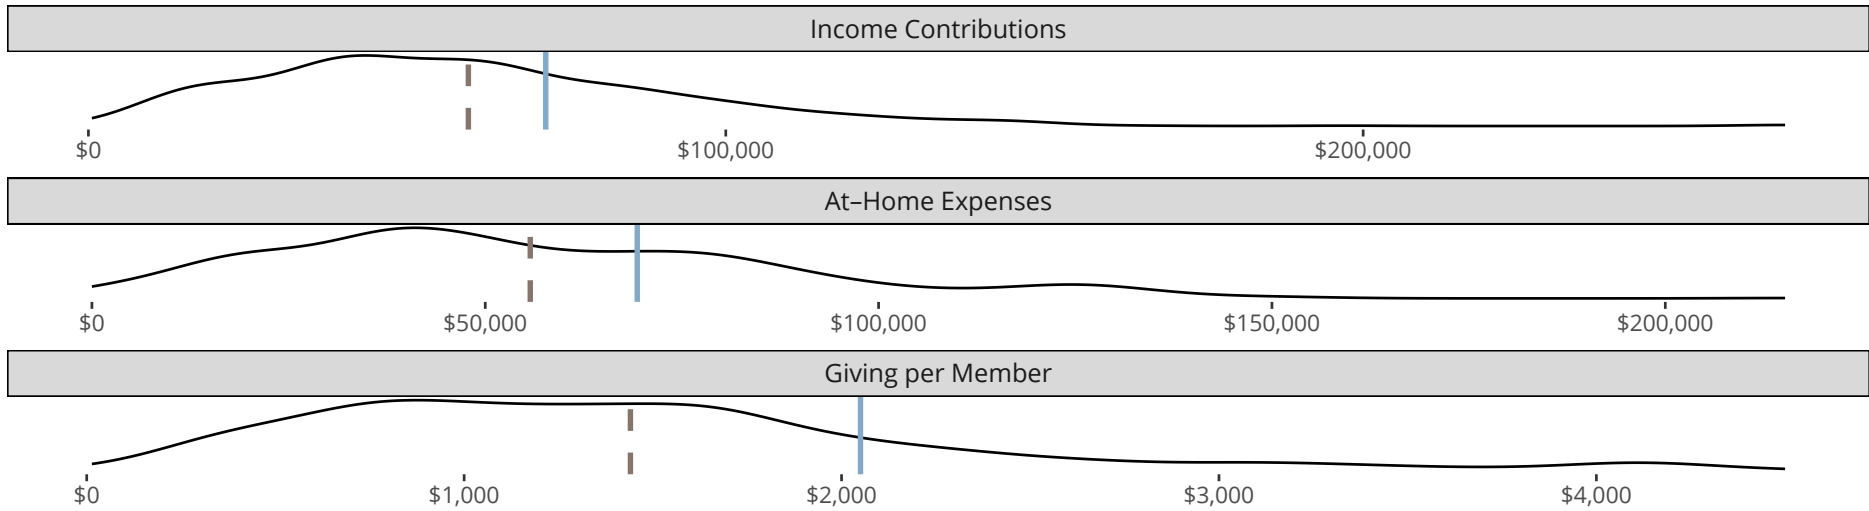 Income Contributions
$0 $100,000 $200,000
At–Home Expenses
$0 $50,000 $100,000 $150,000 $200,000
Giving per Member
$0 $1,000 $2,000 $3,000 $4,000